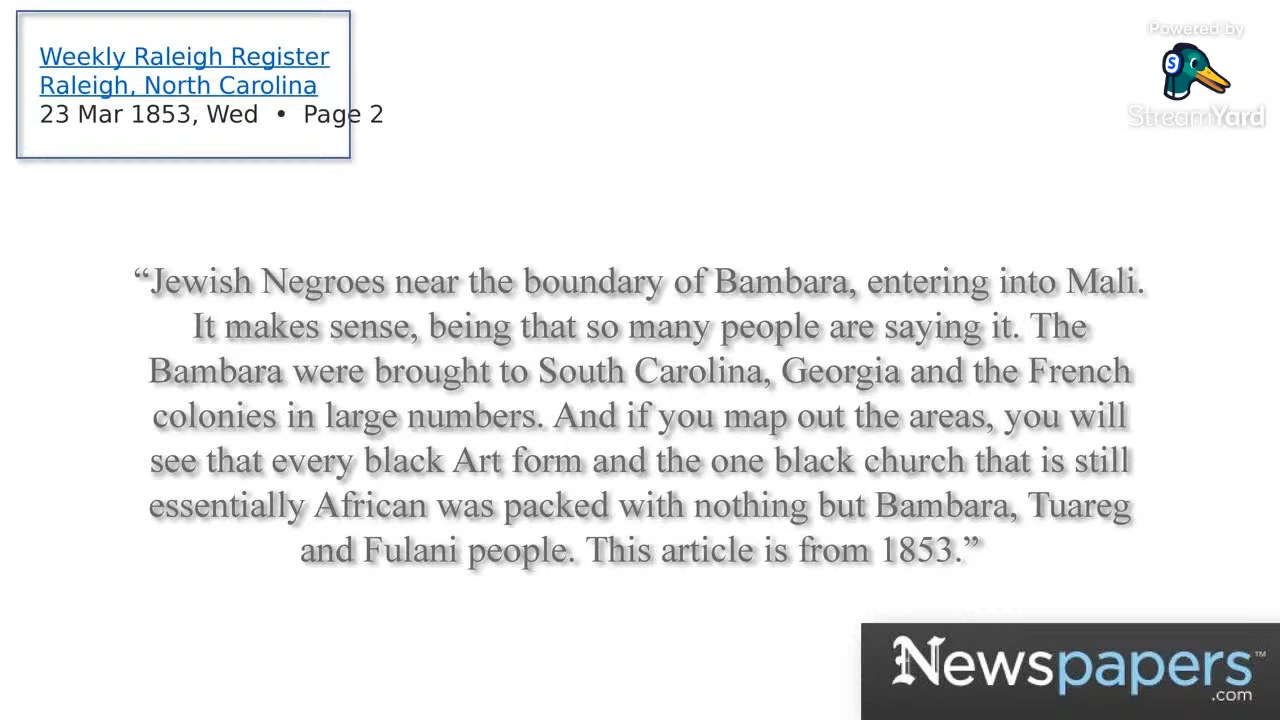 Weekly Raleigh Register
Raleigh, North Carolina
23 Mar 1853, Wed • Page 2
Powered by
S
StreamYard
“Jewish Negroes near the boundary of Bambara, entering into Mali.
It makes sense, being that so many people are saying it. The
Bambara were brought to South Carolina, Georgia and the French
colonies in large numbers. And if you map out the areas, you will
see that every black Art form and the one black church that is still
essentially African was packed with nothing but Bambara, Tuareg
and Fulani people. This article is from 1853.”
Newspapers™
.com